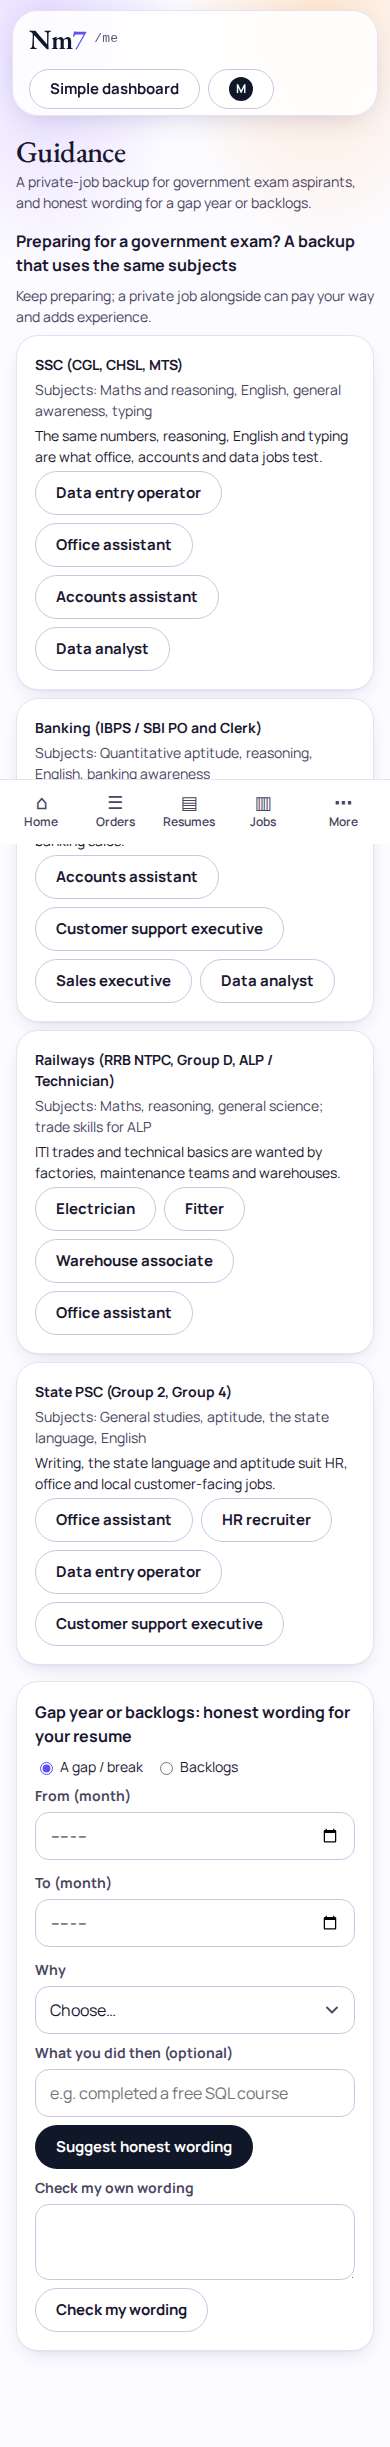 Nm7 /me
Simple dashboard
M
Guidance
A private-job backup for government exam aspirants,
and honest wording for a gap year or backlogs.
Preparing for a government exam? A backup
that uses the same subjects
Keep preparing; a private job alongside can pay your way
and adds experience.
SSC (CGL, CHSL, MTS)
Subjects: Maths and reasoning, English, general
awareness, typing
The same numbers, reasoning, English and typing
are what office, accounts and data jobs test.
Data entry operator
Office assistant
Accounts assistant
Data analyst
Banking (IBPS / SBI PO and Clerk)
Subjects: Quantitative aptitude, reasoning,
English, banking awareness
Home
Orders
Resumes
Jobs
More
banking sales.
Accounts assistant
Customer support executive
Sales executive
Data analyst
Railways (RRB NTPC, Group D, ALP /
Technician)
Subjects: Maths, reasoning, general science;
trade skills for ALP
ITI trades and technical basics are wanted by
factories, maintenance teams and warehouses.
Electrician
Fitter
Warehouse associate
Office assistant
State PSC (Group 2, Group 4)
Subjects: General studies, aptitude, the state
language, English
Writing, the state language and aptitude suit HR,
office and local customer-facing jobs.
Office assistant
HR recruiter
Data entry operator
Customer support executive
Gap year or backlogs: honest wording for
your resume
A gap / break
Backlogs
From (month)
----
To (month)
----
Why
Choose...
What you did then (optional)
e.g. completed a free SQL course
Suggest honest wording
Check my own wording
Check my wording